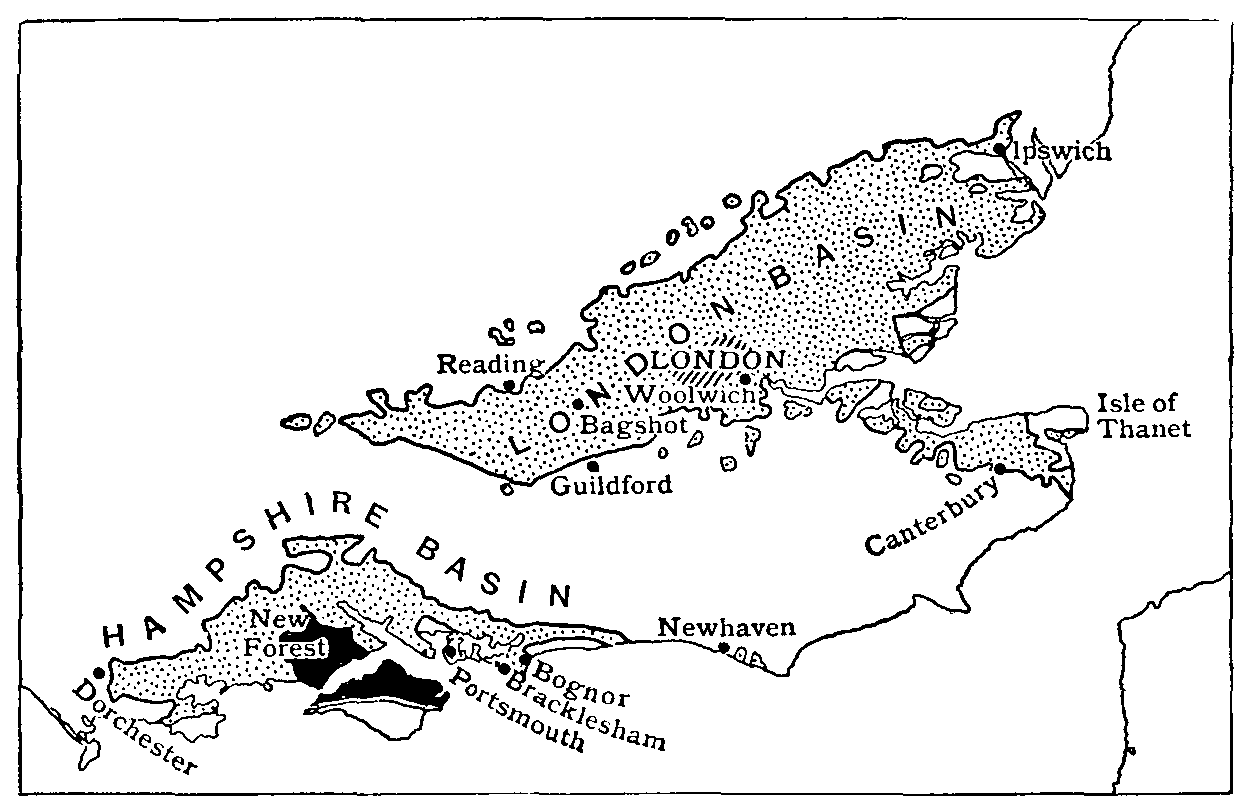 Ipswich
LONDON BASIN
Reading
LONDON
Woolwich
Bagshot
Guildford
Isle of
Thanet
Canterbury
HAMPSHIRE BASIN
New
Forest
Newhaven
Bognor
Bracklesham
Portsmouth
Dorchester